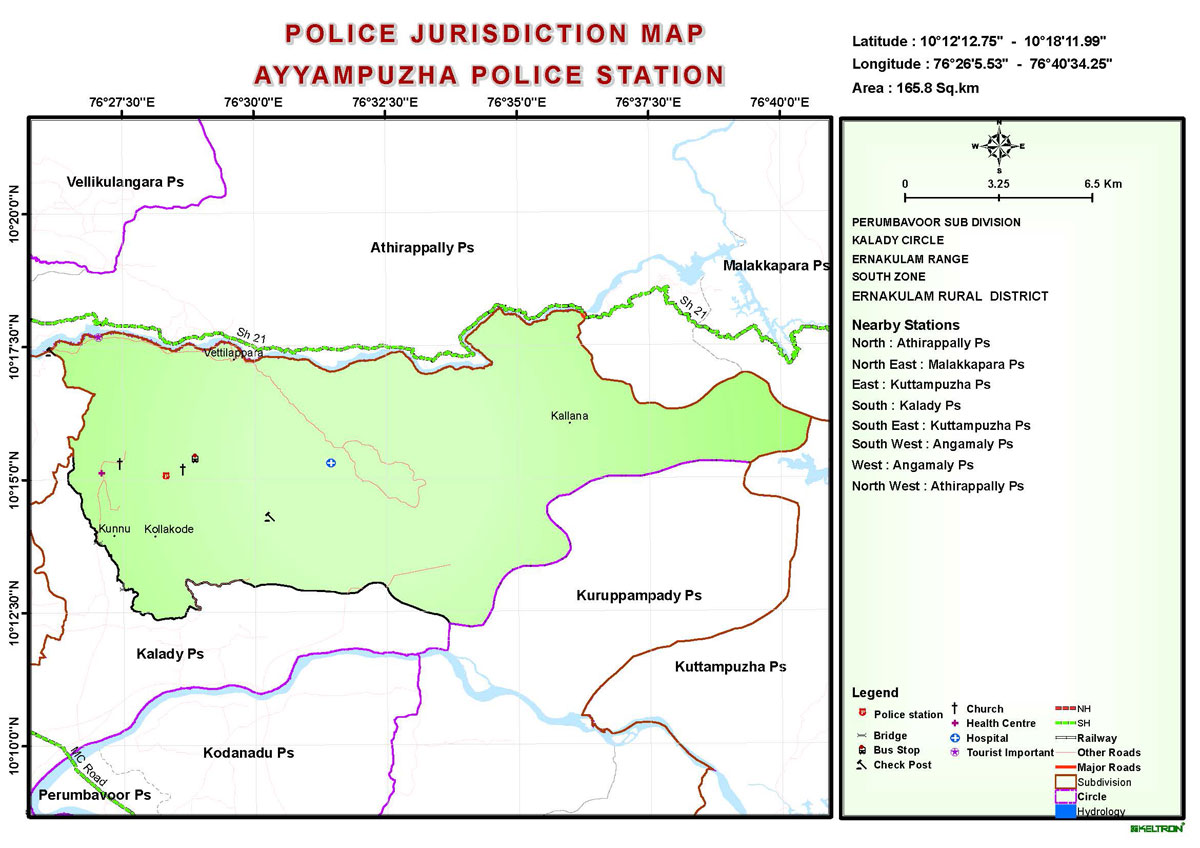 POLICE JURISDICTION MAP
AYYAMPUZHA POLICE STATION
Latitude : 10°12'12.75" - 10°18'11.99"
Longitude : 76°26'5.53" - 76°40'34.25"
Area : 165.8 Sq.km
76°27'30"E
76°30'0"E
76°32'30"E
76°35'0"E
76°37'30"E
76°40'0"E
10°20'0"N
10°17'30"N
10°15'0"N
10°12'30"N
10°10'0"N
Vellikulangara Ps
Athirappally Ps
Malakkapara Ps
Sh 21
Sh 21
Vettilappara
Kallana
Kunnu
Kollakode
Kuruppampady Ps
Kalady Ps
Kuttampuzha Ps
Kodanadu Ps
MC Road
Perumbavoor Ps
N
W
E
S
0
3.25
6.5 Km
PERUMBAVOOR SUB DIVISION
KALADY CIRCLE
ERNAKULAM RANGE
SOUTH ZONE
ERNAKULAM RURAL DISTRICT
Nearby Stations
North : Athirappally Ps
North East : Malakkapara Ps
East : Kuttampuzha Ps
South : Kalady Ps
South East : Kuttampuzha Ps
South West : Angamaly Ps
West : Angamaly Ps
North West : Athirappally Ps
Legend
Police station
Bridge
Bus Stop
Check Post
Church
Health Centre
Hospital
Tourist Important
NH
SH
Railway
Other Roads
Major Roads
Subdivision
Circle
Hydrology
KELTRON